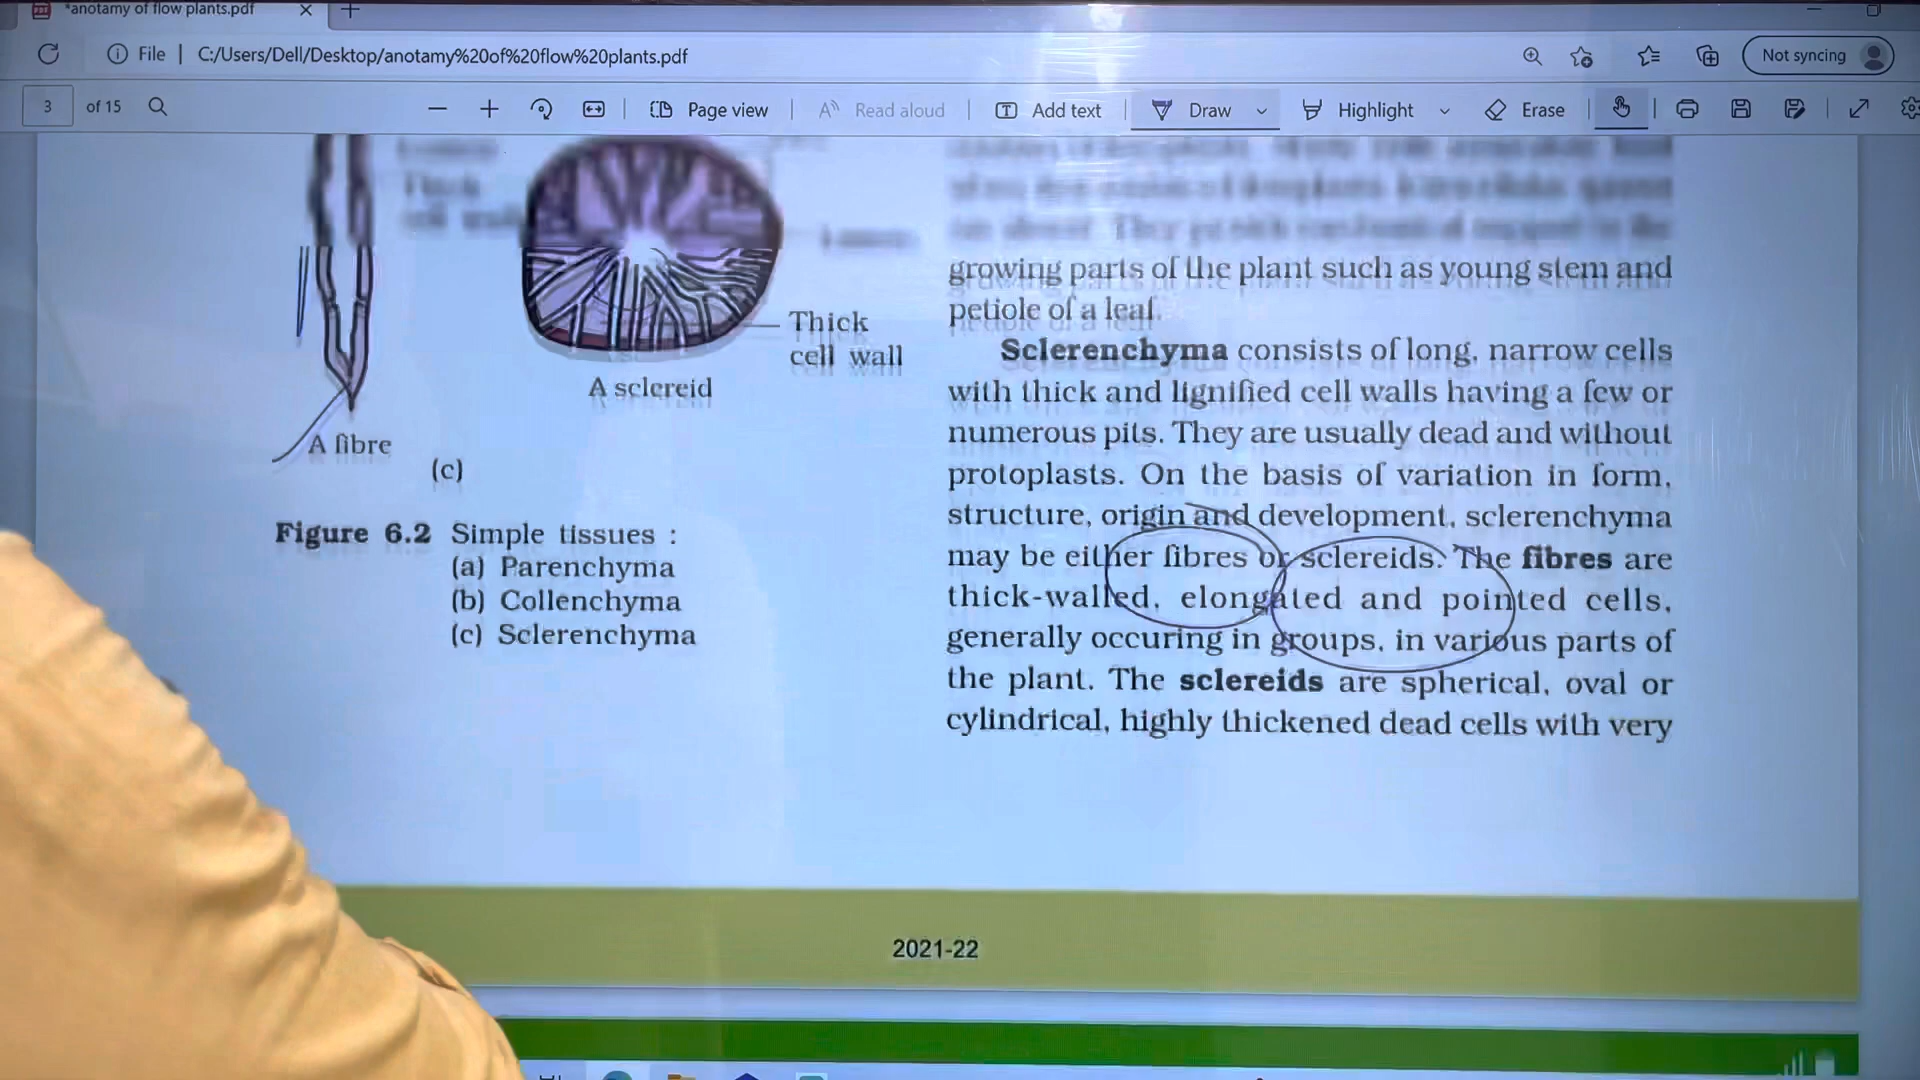 *anotamy of flow plants.pdf
File | C:/Users/Dell/Desktop/anotamy%20of%20flow%20plants.pdf
Not syncing
3 of 15
Page view
Read aloud
Add text
Draw
Highlight
Erase
Thick
cell wall
A sclereid
A fibre
(c)
Figure 6.2 Simple tissues :
(a) Parenchyma
(b) Collenchyma
(c) Sclerenchyma
growing parts of the plant such as young stem and
petiole of a leaf.
Sclerenchyma consists of long, narrow cells
with thick and lignified cell walls having a few or
numerous pits. They are usually dead and without
protoplasts. On the basis of variation in form,
structure, origin and development, sclerenchyma
may be either fibres or sclereids. The fibres are
thick-walled, elongated and pointed cells,
generally occuring in groups, in various parts of
the plant. The sclereids are spherical, oval or
cylindrical, highly thickened dead cells with very
2021-22